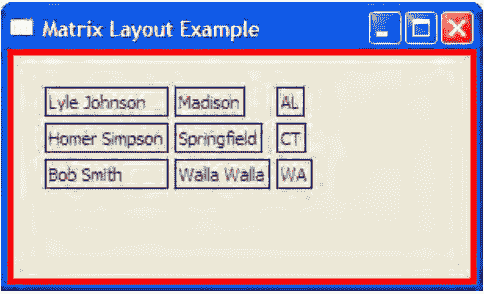 Matrix Layout Example
Lyle Johnson Madison AL
Homer Simpson Springfield CT
Bob Smith Walla Walla WA